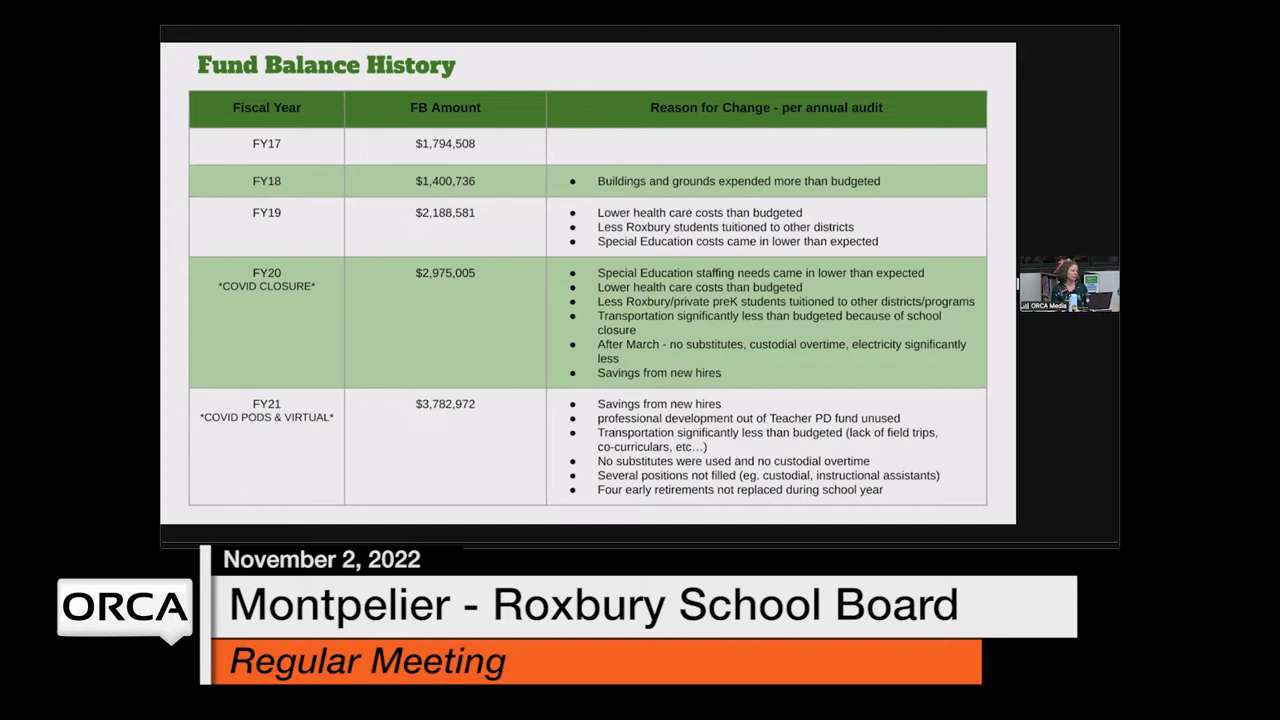 Fund Balance History
Fiscal Year FB Amount Reason for Change - per annual audit
FY17 $1,794,508
FY18 $1,400,736 ● Buildings and grounds expended more than budgeted
FY19 $2,188,581 ● Lower health care costs than budgeted
● Less Roxbury students tuitioned to other districts
● Special Education costs came in lower than expected
FY20 $2,975,005 ● Special Education staffing needs came in lower than expected
*COVID CLOSURE* ● Lower health care costs than budgeted
● Less Roxbury/private preK students tuitioned to other districts/programs
● Transportation significantly less than budgeted because of school
closure
● After March - no substitutes, custodial overtime, electricity significantly
less
● Savings from new hires
FY21 $3,782,972 ● Savings from new hires
*COVID PODS & VIRTUAL* ● professional development out of Teacher PD fund unused
● Transportation significantly less than budgeted (lack of field trips,
co-curriculars, etc…)
● No substitutes were used and no custodial overtime
● Several positions not filled (eg. custodial, instructional assistants)
● Four early retirements not replaced during school year
ORCA Media
November 2, 2022
ORCA
Montpelier - Roxbury School Board
Regular Meeting